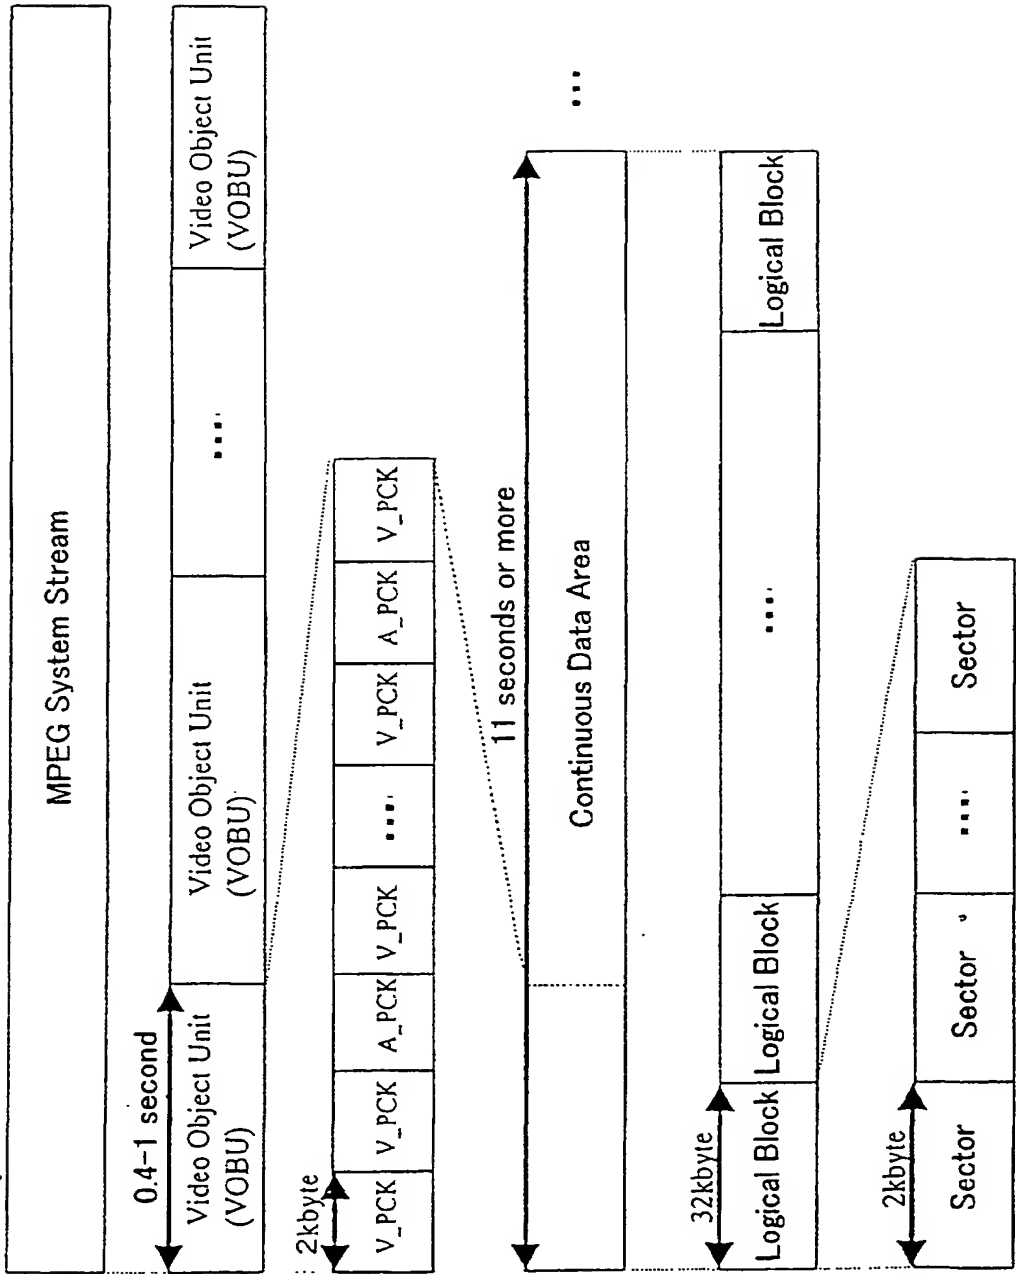 MPEG System Stream
0.4-1 second
Video Object Unit
(VOBU)
Video Object Unit
(VOBU)
....
Video Object Unit
(VOBU)
2kbyte
V_PCK
V_PCK
A_PCK
V_PCK
....
V_PCK
A_PCK
V_PCK
11 seconds or more
Continuous Data Area
...
32kbyte
Logical Block
Logical Block
....
Logical Block
2kbyte
Sector
Sector
....
Sector